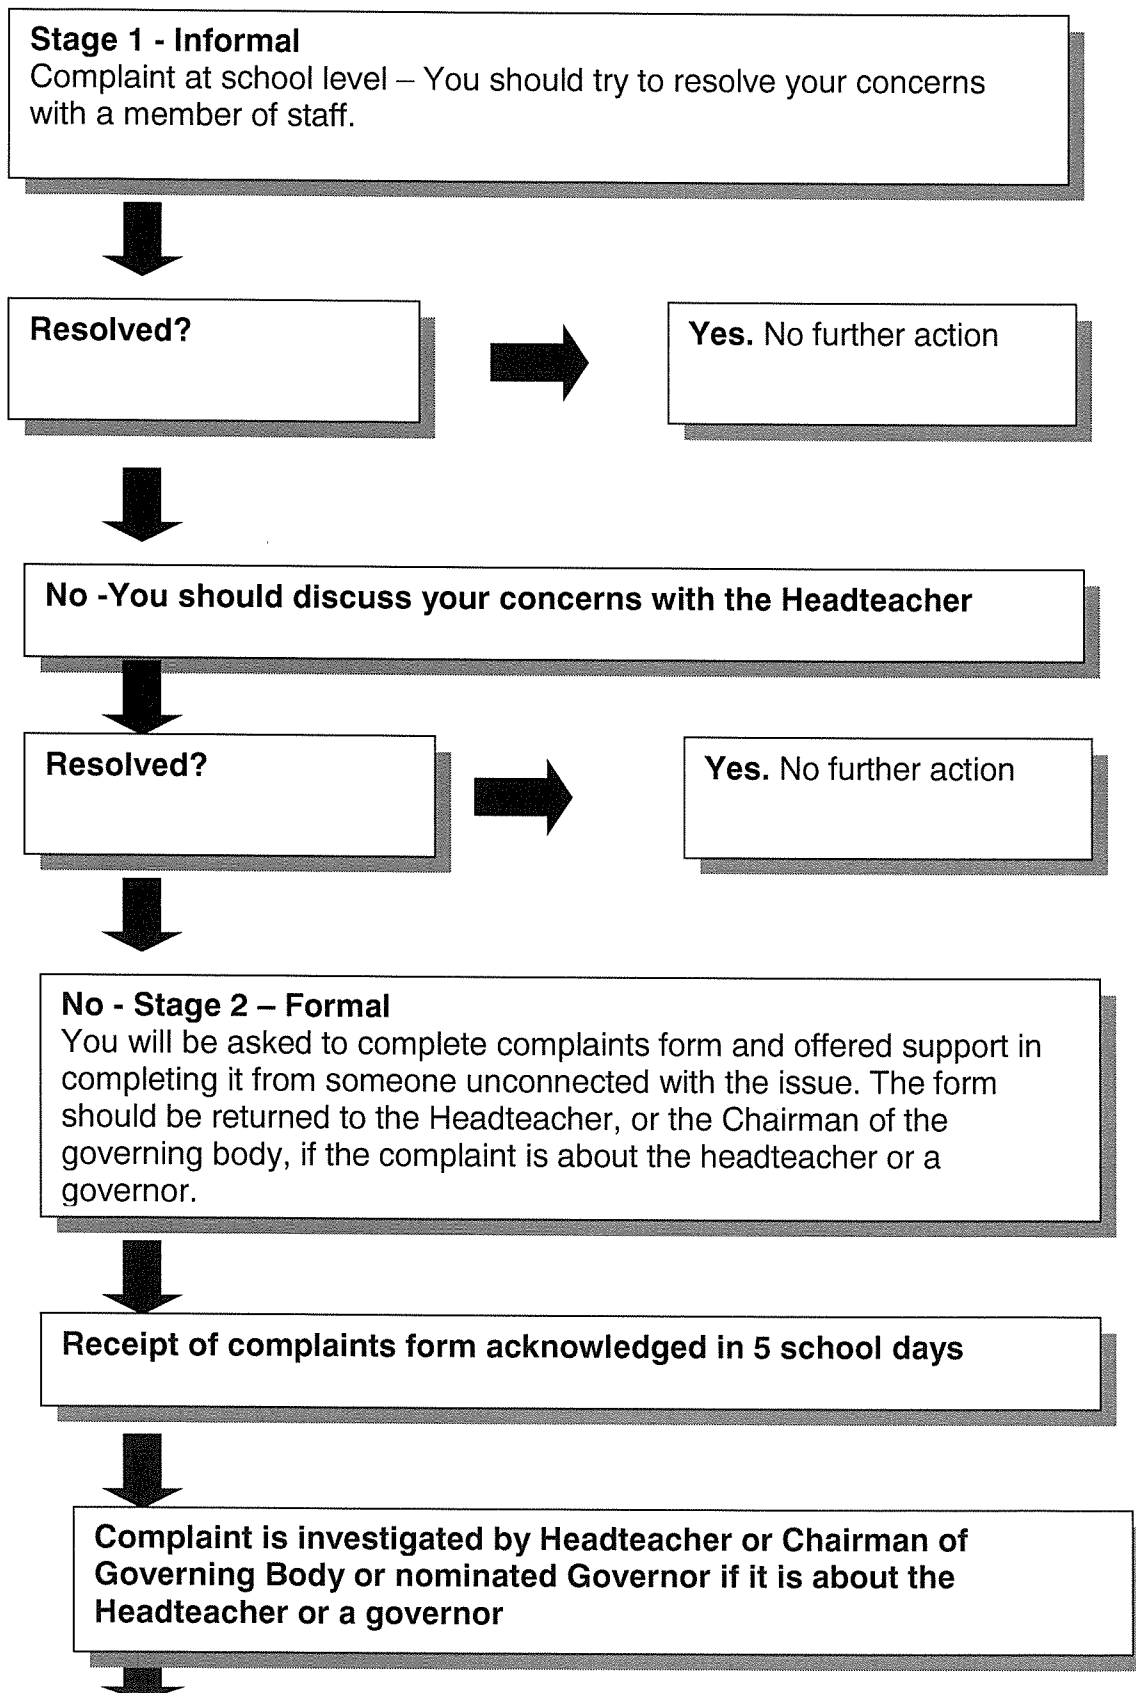 Stage 1 - Informal
Complaint at school level – You should try to resolve your concerns
with a member of staff.
Resolved?
Yes. No further action
No -You should discuss your concerns with the Headteacher
Resolved?
Yes. No further action
No - Stage 2 – Formal
You will be asked to complete complaints form and offered support in
completing it from someone unconnected with the issue. The form
should be returned to the Headteacher, or the Chairman of the
governing body, if the complaint is about the headteacher or a
governor.
Receipt of complaints form acknowledged in 5 school days
Complaint is investigated by Headteacher or Chairman of
Governing Body or nominated Governor if it is about the
Headteacher or a governor